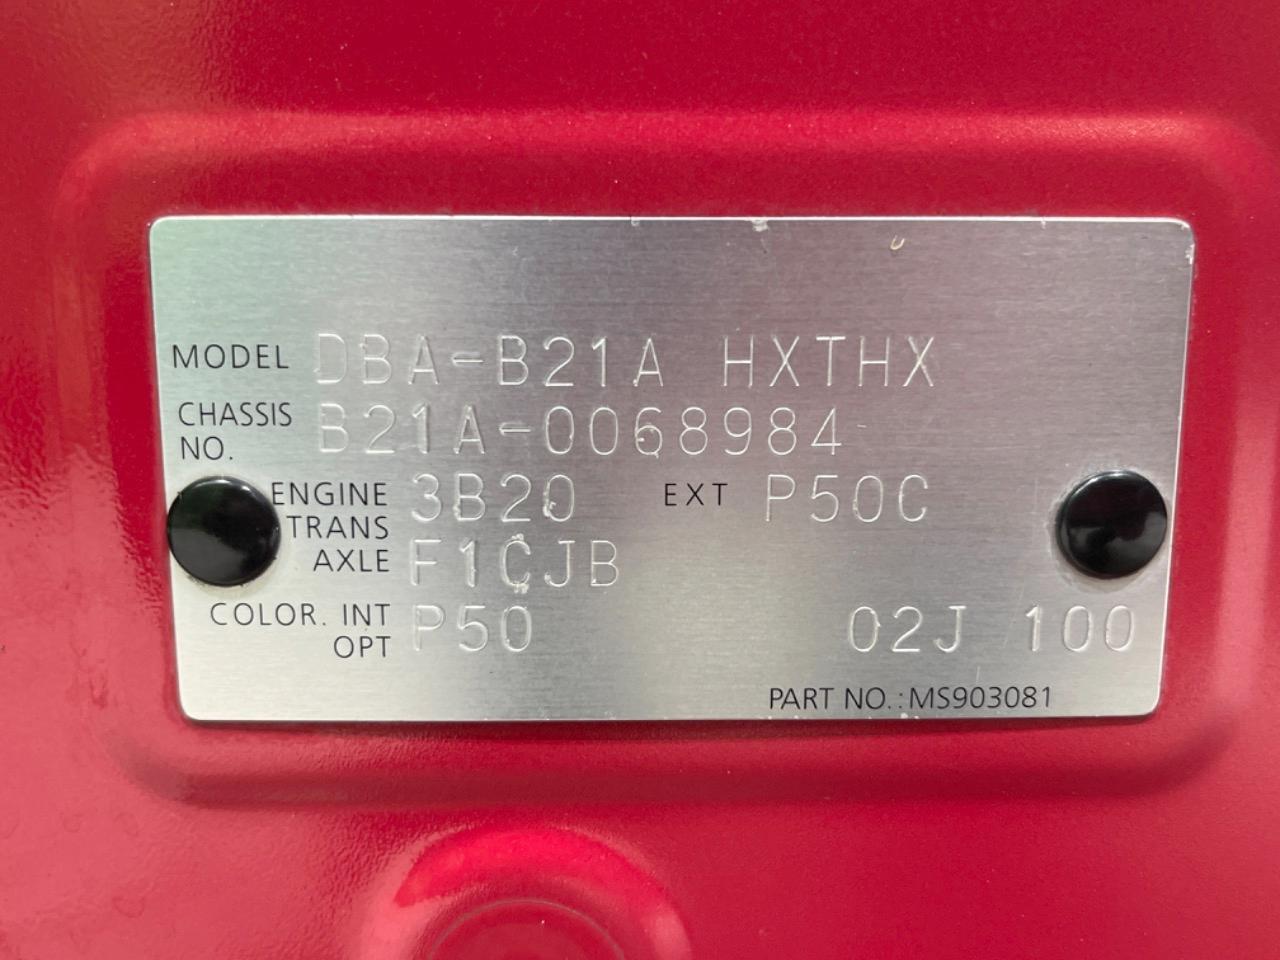 MODEL DBA-B21A HXTHX
CHASSIS NO. B21A-0068984
ENGINE 3B20 EXT P50C
TRANS AXLE F1CJB
COLOR. INT OPT P50 02J 100
PART NO.:MS903081